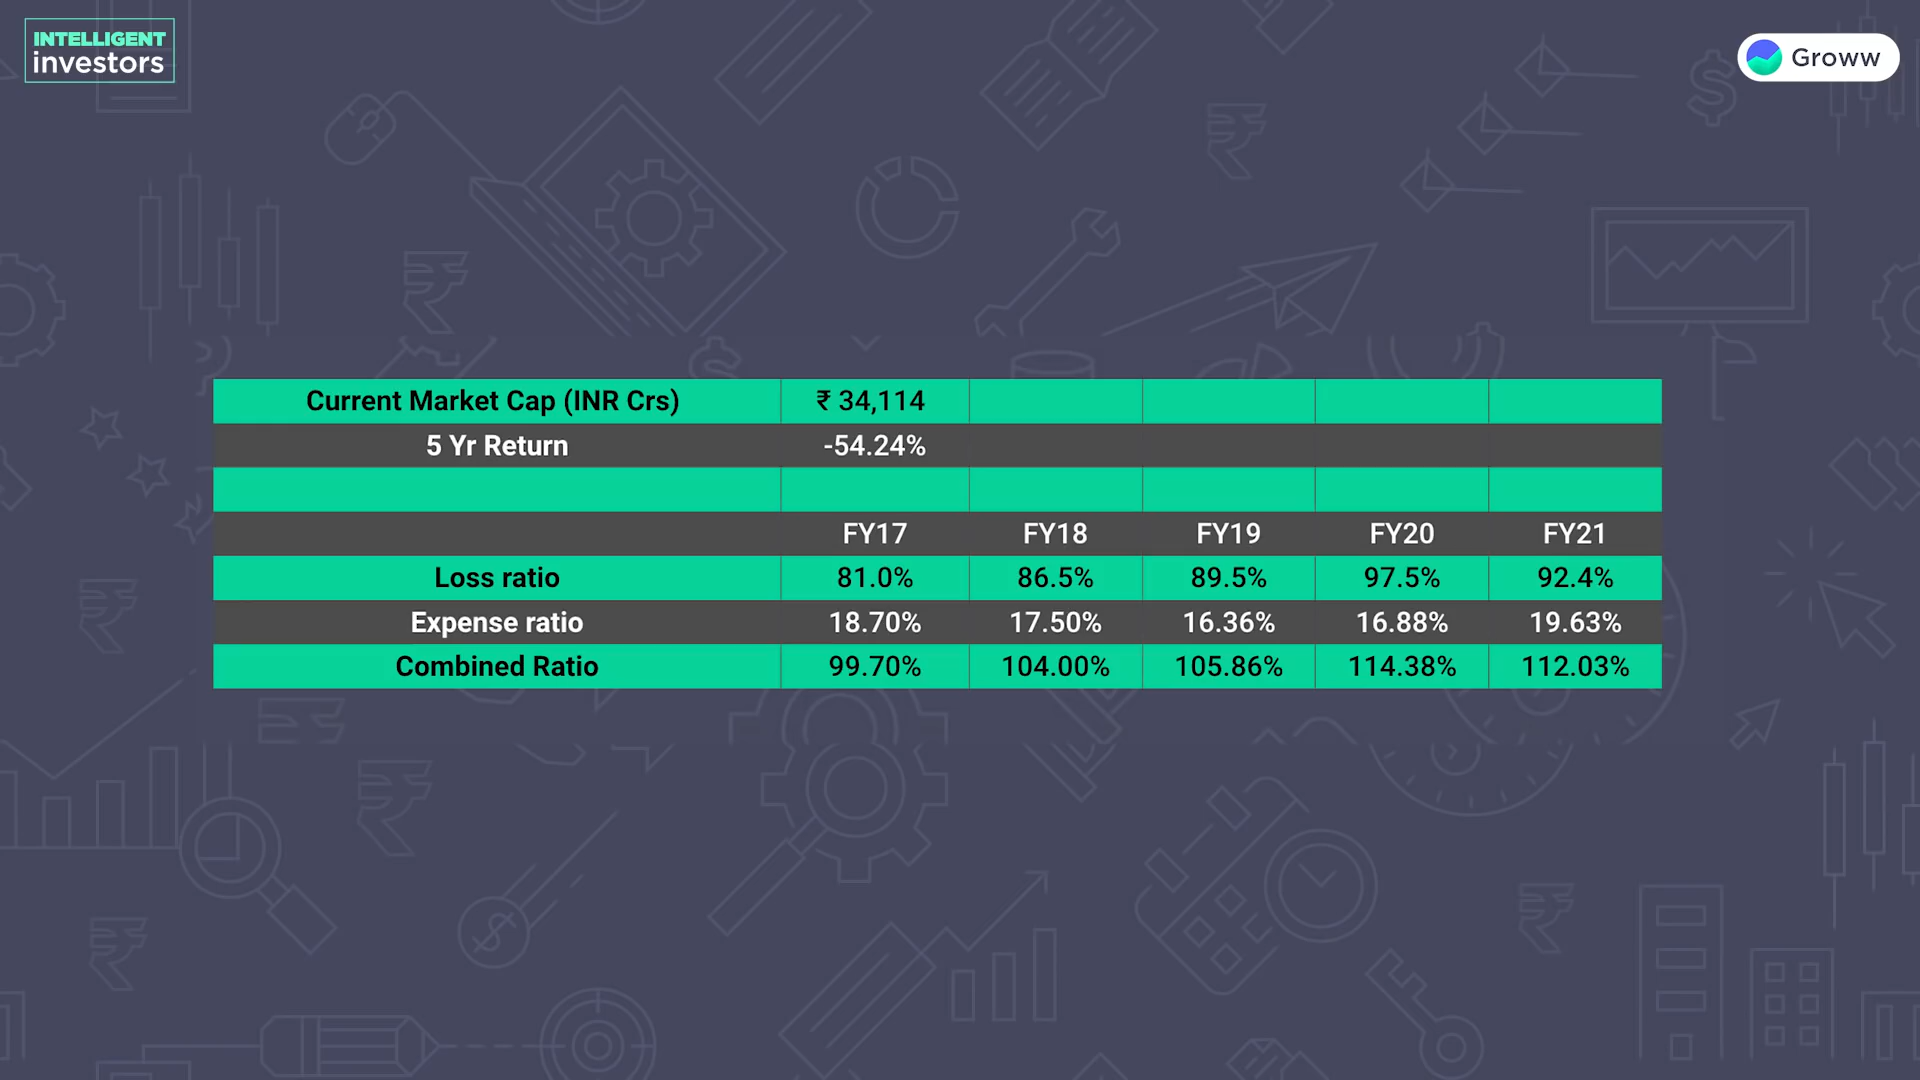 INTELLIGENT
investors
Groww
Current Market Cap (INR Crs) ₹ 34,114
5 Yr Return -54.24%
FY17 FY18 FY19 FY20 FY21
Loss ratio 81.0% 86.5% 89.5% 97.5% 92.4%
Expense ratio 18.70% 17.50% 16.36% 16.88% 19.63%
Combined Ratio 99.70% 104.00% 105.86% 114.38% 112.03%